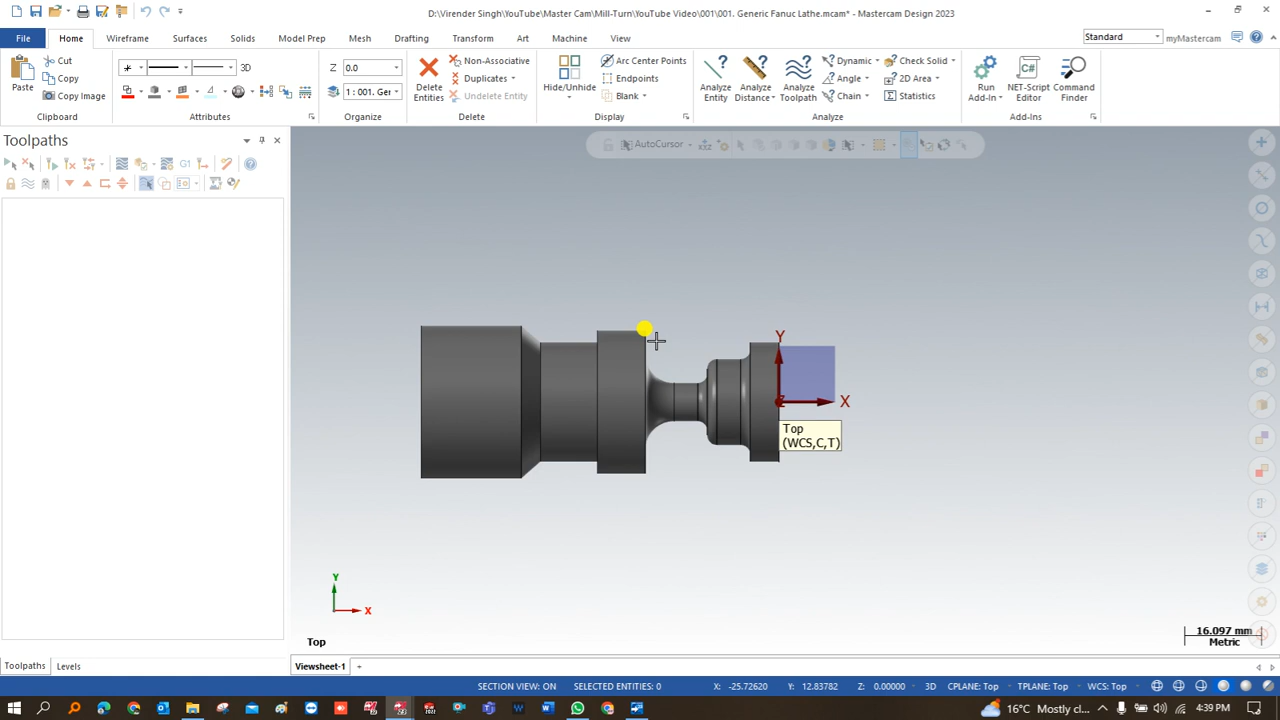 D:\Virender Singh\YouTube\Master Cam\Mill-Turn\YouTube Video\001\001. Generic Fanuc Lathe.mcam* - Mastercam Design 2023
File Home Wireframe Surfaces Solids Model Prep Mesh Drafting Transform Art Machine View
Standard myMastercam
Paste
Cut
Copy
Copy Image
Clipboard
3D
Attributes
Z 0.0
1 : 001. Ger
Organize
Delete Entities
Non-Associative
Duplicates
Undelete Entity
Delete
Hide/Unhide
Arc Center Points
Endpoints
Blank
Display
Analyze Entity
Analyze Distance
Analyze Toolpath
Dynamic
Angle
Chain
Check Solid
2D Area
Statistics
Analyze
Run Add-In
NET-Script Editor
Command Finder
Add-Ins
Toolpaths
G1
AutoCursor
Y
X
Z
Top
(WCS,C,T)
Y
X
Top
16.097 mm
Metric
Toolpaths Levels
Viewsheet-1 +
SECTION VIEW: ON SELECTED ENTITIES: 0 X: -25.72620 Y: 12.83782 Z: 0.00000 3D CPLANE: Top TPLANE: Top WCS: Top
16°C Mostly cl... 4:39 PM